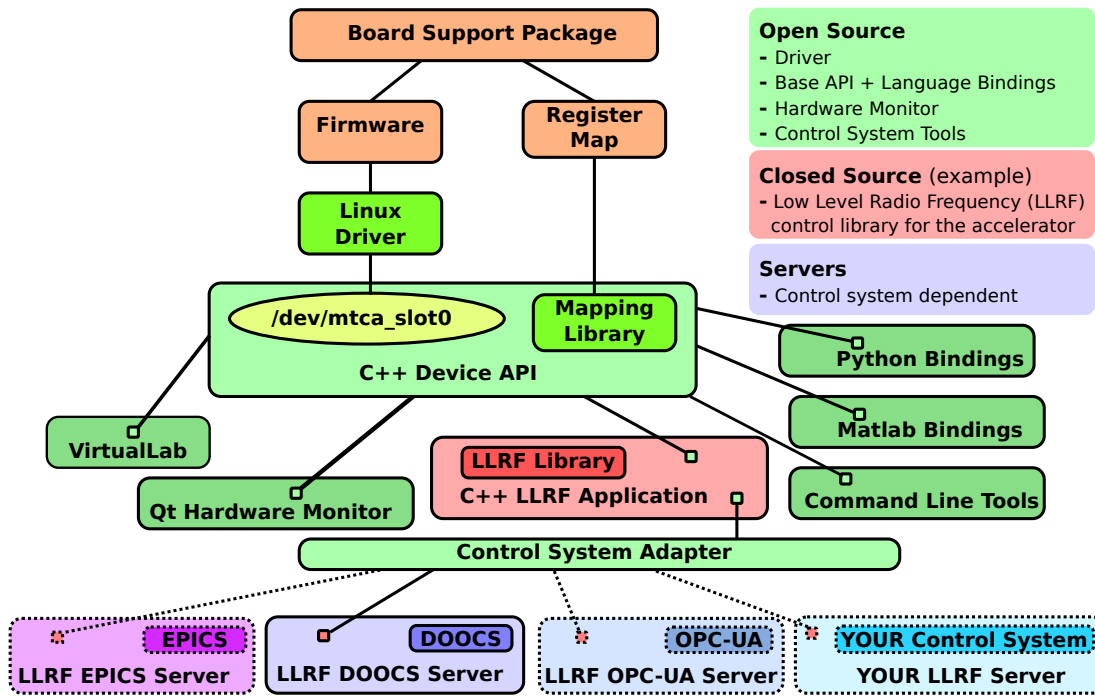 Board Support Package
Firmware
Register
Map
Linux
Driver
/dev/mtca_slot0
Mapping
Library
C++ Device API
Open Source
- Driver
- Base API + Language Bindings
- Hardware Monitor
- Control System Tools
Closed Source (example)
- Low Level Radio Frequency (LLRF)
control library for the accelerator
Servers
- Control system dependent
Python Bindings
Matlab Bindings
Command Line Tools
VirtualLab
Qt Hardware Monitor
LLRF Library
C++ LLRF Application
Control System Adapter
EPICS
LLRF EPICS Server
DOOCS
LLRF DOOCS Server
OPC-UA
LLRF OPC-UA Server
YOUR Control System
YOUR LLRF Server